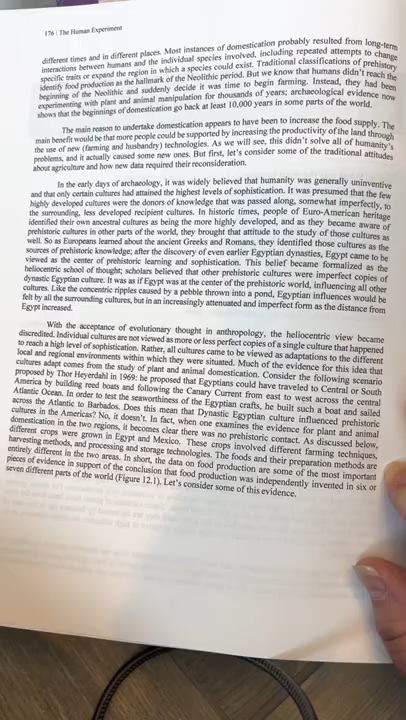 176 | The Human Experiment
different times and in different places. Most instances of domestication probably resulted from long-term
interactions between humans and the individual species involved, including repeated attempts to change
specific traits or expand the region in which a species could exist. Traditional classifications of prehistory
identify food production as the hallmark of the Neolithic period. But we know that humans didn't reach the
beginning of the Neolithic and suddenly decide it was time to begin farming. Instead, they had been
experimenting with plant and animal manipulation for thousands of years; archaeological evidence now
shows that the beginnings of domestication go back at least 10,000 years in some parts of the world.
The main reason to undertake domestication appears to have been to increase the food supply. The
main benefit would be that more people could be supported by increasing the productivity of the land through
the use of new (farming and husbandry) technologies. As we will see, this didn't solve all of humanity's
problems, and it actually caused some new ones. But first, let's consider some of the traditional attitudes
about agriculture and how new data required their reconsideration.
In the early days of archaeology, it was widely believed that humanity was generally uninventive
and that only certain cultures had attained the highest levels of sophistication. It was presumed that the few
highly developed cultures were the donors of knowledge that was passed along, somewhat imperfectly, to
the surrounding, less developed recipient cultures. In historic times, people of Euro-American heritage
identified their own ancestral cultures as being the more highly developed, and as they became aware of
prehistoric cultures in other parts of the world, they brought that attitude to the study of those cultures as
well. So as Europeans learned about the ancient Greeks and Romans, they identified those cultures as the
sources of prehistoric knowledge; after the discovery of even earlier Egyptian dynasties, Egypt came to be
viewed as the center of prehistoric learning and sophistication. This belief became formalized as the
heliocentric school of thought; scholars believed that other prehistoric cultures were imperfect copies of
dynastic Egyptian culture. It was as if Egypt was at the center of the prehistoric world, influencing all other
cultures. Like the concentric ripples caused by a pebble thrown into a pond, Egyptian influences would be
felt by all the surrounding cultures, but in an increasingly attenuated and imperfect form as the distance from
Egypt increased.
With the acceptance of evolutionary thought in anthropology, the heliocentric view became
discredited. Individual cultures are not viewed as more or less perfect copies of a single culture that happened
to reach a high level of sophistication. Rather, all cultures came to be viewed as adaptations to the different
local and regional environments within which they were situated. Much of the evidence for this idea that
cultures adapt comes from the study of plant and animal domestication. Consider the following scenario
proposed by Thor Heyerdahl in 1969: he proposed that Egyptians could have traveled to Central or South
America by building reed boats and following the Canary Current from east to west across the central
Atlantic Ocean. In order to test the seaworthiness of the Egyptian crafts, he built such a boat and sailed
across the Atlantic to Barbados. Does this mean that Dynastic Egyptian culture influenced prehistoric
cultures in the Americas? No, it doesn't. In fact, when one examines the evidence for plant and animal
domestication in the two regions, it becomes clear there was no prehistoric contact. As discussed below,
different crops were grown in Egypt and Mexico. These crops involved different farming techniques,
harvesting methods, and processing and storage technologies. The foods and their preparation methods are
entirely different in the two areas. In short, the data on food production are some of the most important
pieces of evidence in support of the conclusion that food production was independently invented in six or
seven different parts of the world (Figure 12.1). Let's consider some of this evidence.